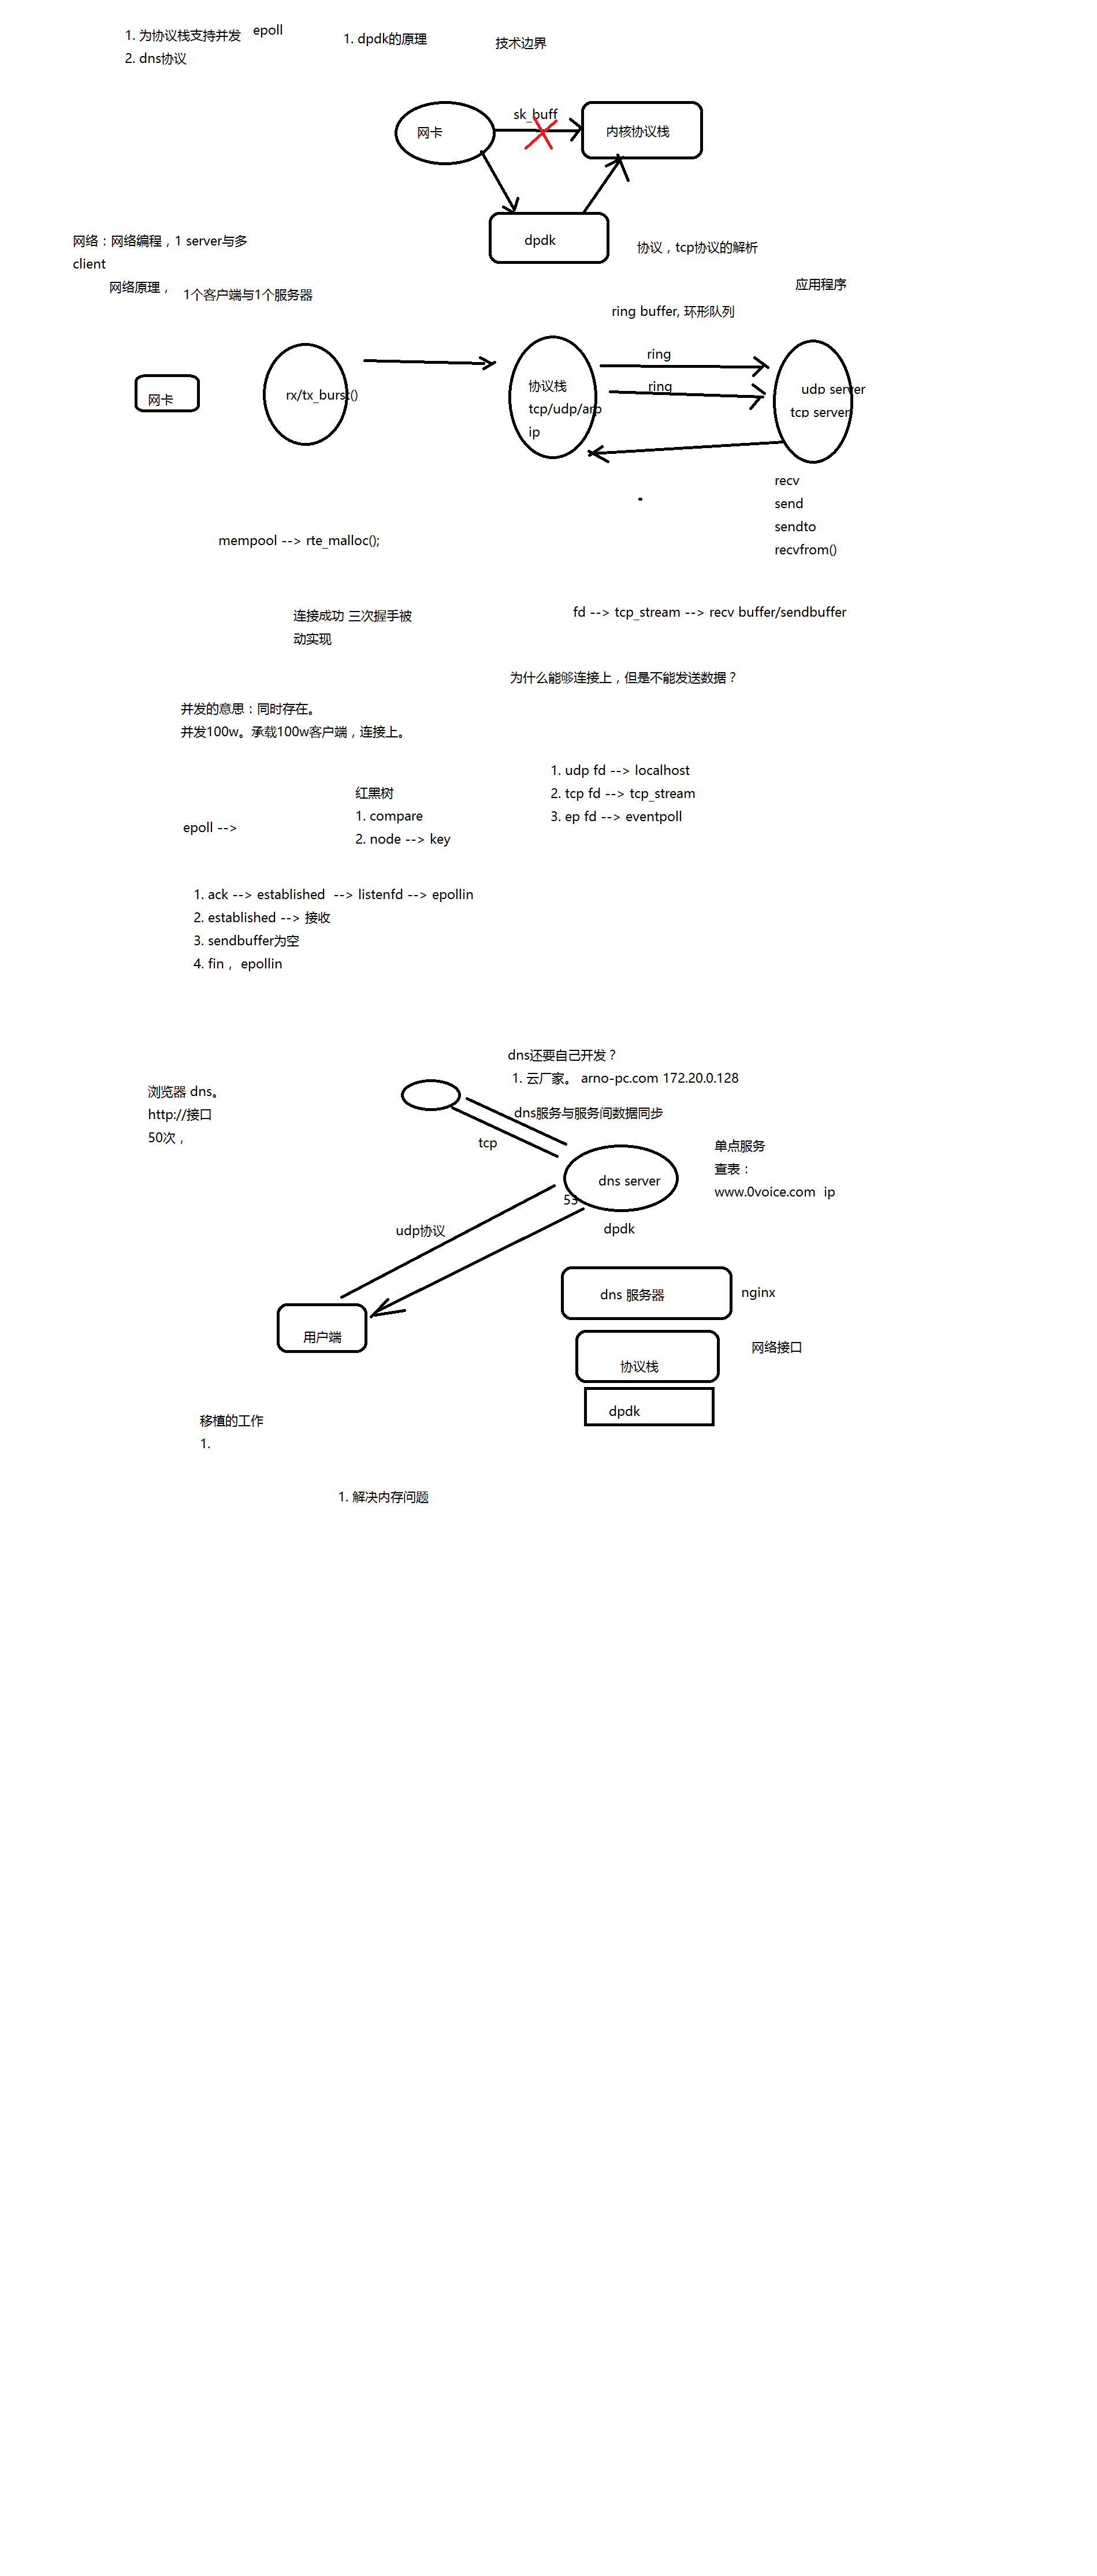 1. 为协议栈支持并发
2. dns协议
epoll
1. dpdk的原理
技术边界
sk_buff
网卡
内核协议栈
dpdk
网络：网络编程，1 server与多
client
网络原理，
1个客户端与1个服务器
协议，tcp协议的解析
应用程序
ring buffer, 环形队列
网卡
rx/tx_burst()
协议栈
tcp/udp/arp
ip
ring
ring
udp server
tcp server
recv
send
sendto
recvfrom()
mempool --> rte_malloc();
连接成功 三次握手被
动实现
fd --> tcp_stream --> recv buffer/sendbuffer
为什么能够连接上，但是不能发送数据？
并发的意思：同时存在。
并发100w。承载100w客户端，连接上。
1. udp fd --> localhost
2. tcp fd --> tcp_stream
3. ep fd --> eventpoll
红黑树
1. compare
2. node --> key
epoll -->
1. ack --> established  --> listenfd --> epollin
2. established --> 接收
3. sendbuffer为空
4. fin， epollin
dns还要自己开发？
1. 云厂家。 arno-pc.com 172.20.0.128
浏览器 dns。
http://接口
50次，
dns服务与服务间数据同步
tcp
单点服务
查表：
www.0voice.com  ip
dns server
53
udp协议
dpdk
dns 服务器
nginx
用户端
网络接口
协议栈
dpdk
移植的工作
1.
1. 解决内存问题